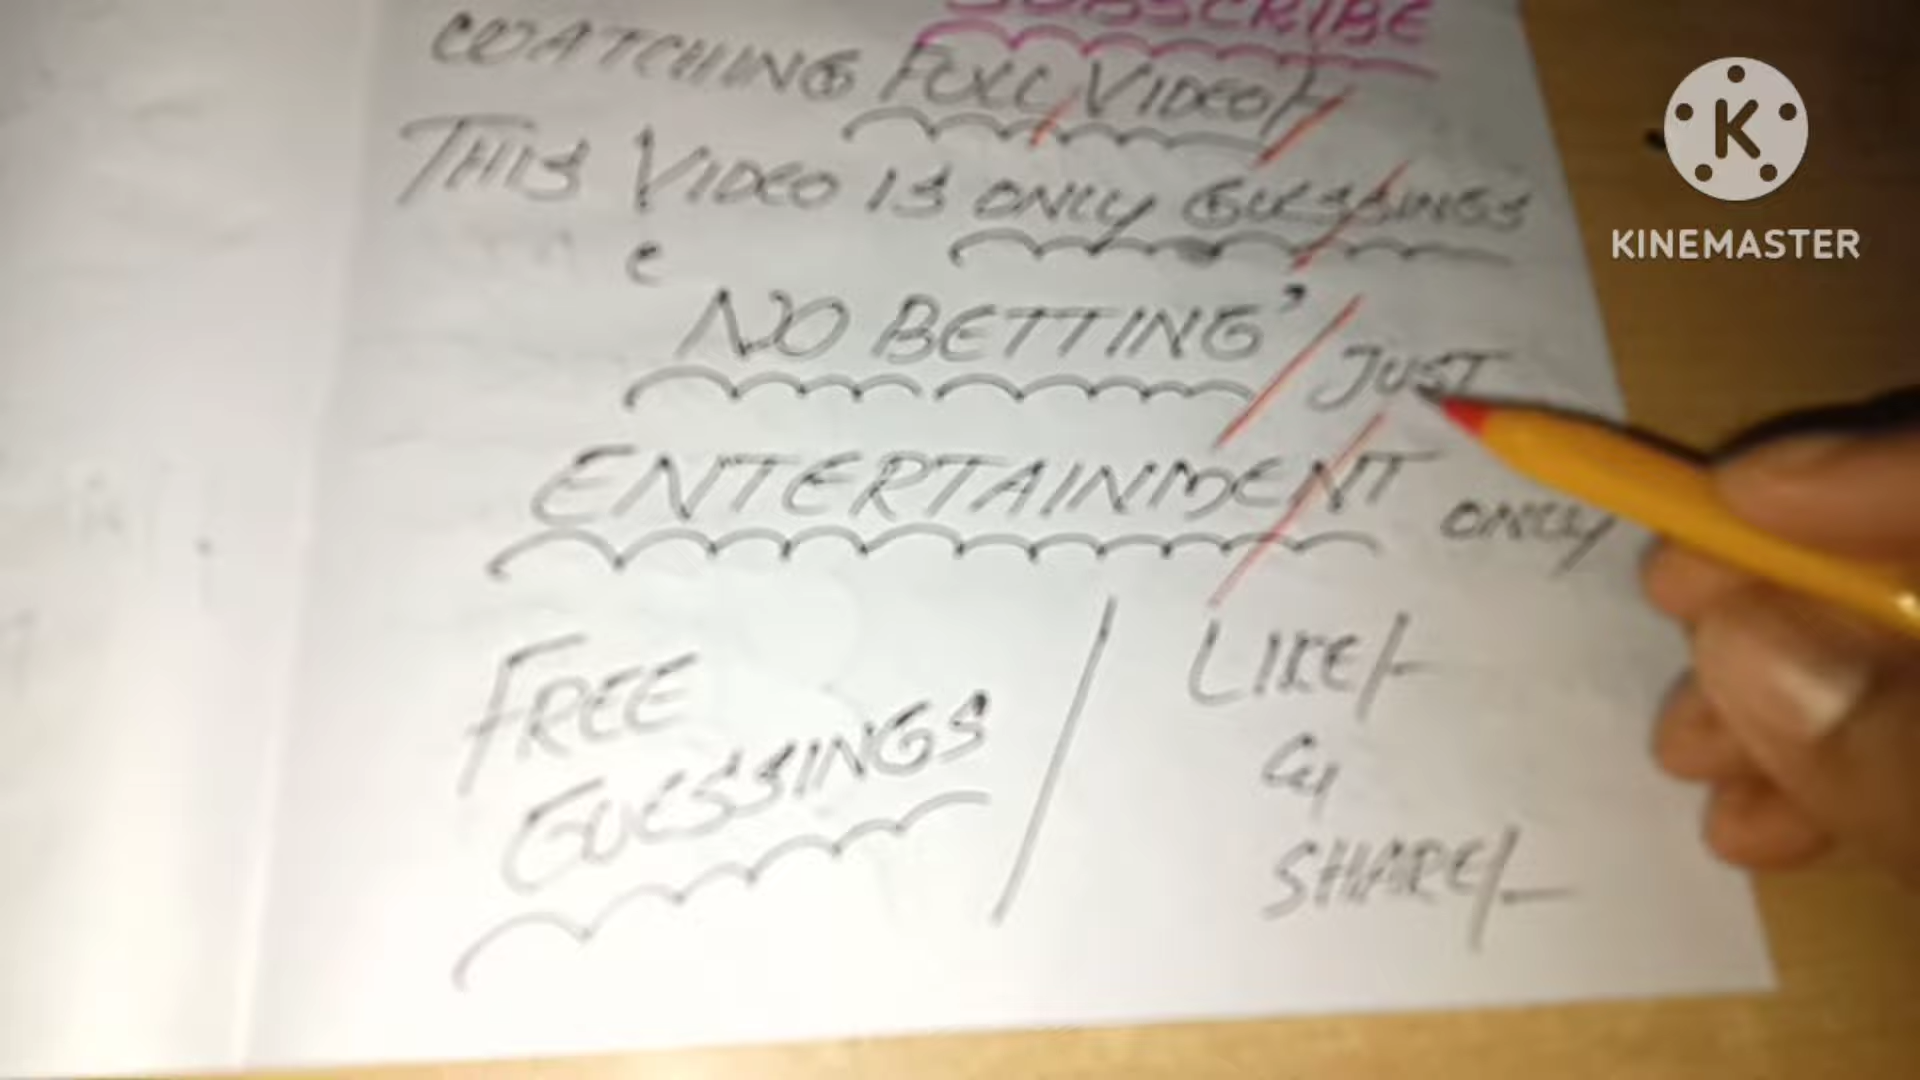 SUBSCRIBE
WATCHING FULL VIDEO/-
THIS VIDEO IS ONLY GUESSINGS
'NO BETTING' JUST
ENTERTAINMENT ONLY
FREE
GUESSINGS
LIKE/-
&
SHARE/-
K
KINEMASTER